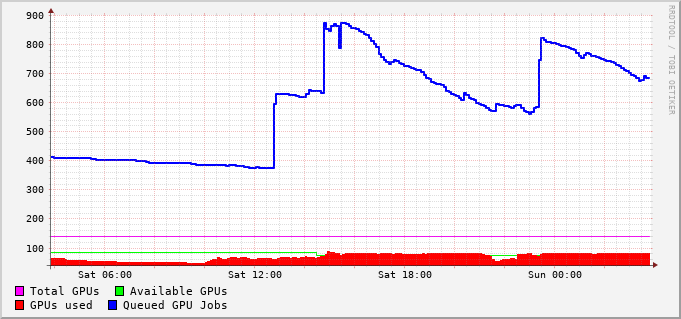 900
800
700
600
500
400
300
200
100
Sat 06:00 Sat 12:00 Sat 18:00 Sun 00:00
Total GPUs Available GPUs
GPUs used Queued GPU Jobs
RRDTOOL / TOBI OETIKER